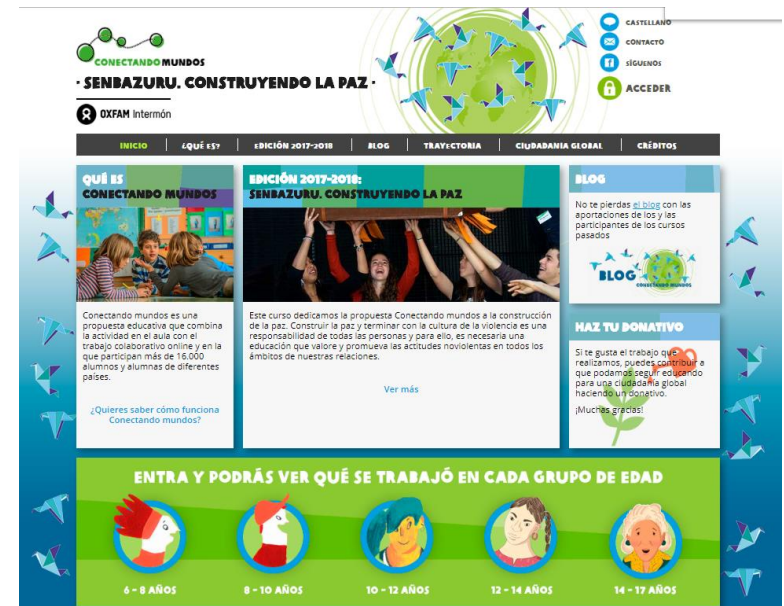 CONECTANDO MUNDOS
· SENBAZURU. CONSTRUYENDO LA PAZ ·
OXFAM Intermón
CASTELLANO
CONTACTO
SÍGUENOS
ACCEDER
INICIO
¿QUÉ ES?
EDICIÓN 2017-2018
BLOG
TRAYECTORIA
CIUDADANIA GLOBAL
CRÉDITOS
QUÉ ES
CONECTANDO MUNDOS
Conectando mundos es una
propuesta educativa que combina
la actividad en el aula con el
trabajo colaborativo online y en la
que participan más de 16.000
alumnos y alumnas de diferentes
países.
¿Quieres saber cómo funciona
Conectando mundos?
EDICIÓN 2017-2018:
SENBAZURU. CONSTRUYENDO LA PAZ
Este curso dedicamos la propuesta Conectando mundos a la construcción
de la paz. Construir la paz y terminar con la cultura de la violencia es una
responsabilidad de todas las personas y para ello, es necesaria una
educación que valore y promueva las actitudes noviolentas en todos los
ámbitos de nuestras relaciones.
Ver más
BLOG
No te pierdas el blog con las
aportaciones de los y las
participantes de los cursos
pasados
BLOG
CONECTANDO MUNDOS
HAZ TU DONATIVO
Si te gusta el trabajo que
realizamos, puedes contribuir a
que podamos seguir educando
para una ciudadanía global
haciendo un donativo.
¡Muchas gracias!
ENTRA Y PODRÁS VER QUÉ SE TRABAJÓ EN CADA GRUPO DE EDAD
6 - 8 AÑOS
8 - 10 AÑOS
10 - 12 AÑOS
12 - 14 AÑOS
14 - 17 AÑOS